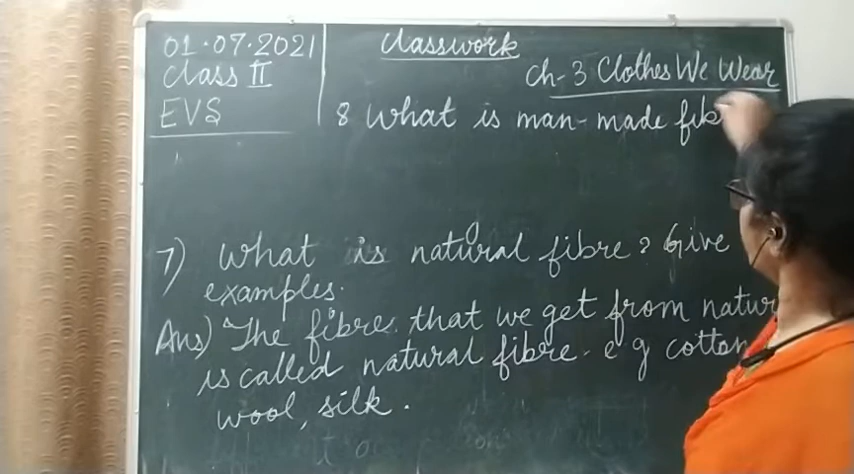 01.07.2021
Class II
EVS
Classwork
Ch-3 Clothes We Wear
8 What is man-made fib
7) What is natural fibre? Give
examples.
Ans) The fibre that we get from natur
is called natural fibre. e g cotton
wool, silk.